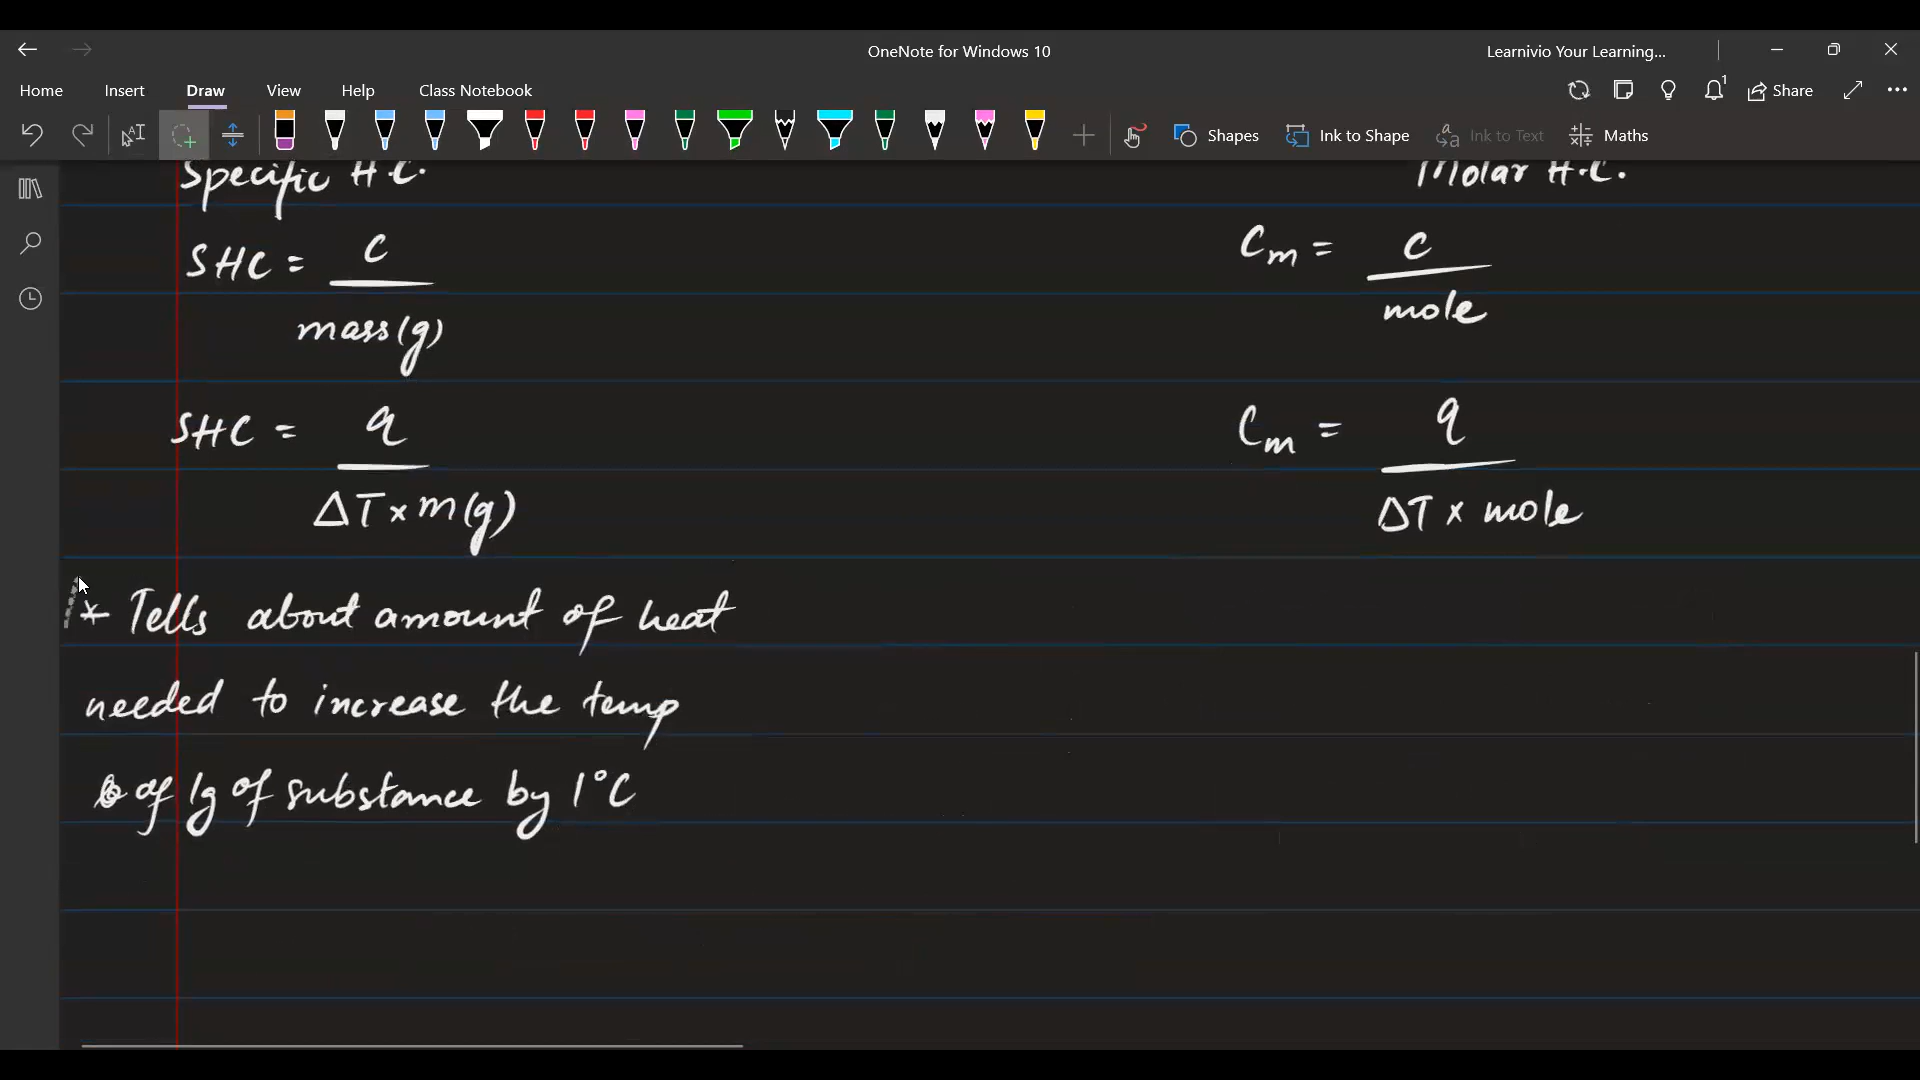 OneNote for Windows 10
Learnivio Your Learning...
Home Insert Draw View Help Class Notebook
1
Share
Shapes Ink to Shape Ink to Text Maths
Specific H.C.
Molar H.C.
SHC = C
mass(g)
Cm = C
mole
SHC = q
ΔT × m(g)
Cm = q
ΔT × mole
* Tells about amount of heat
needed to increase the temp
of 1g of substance by 1°C